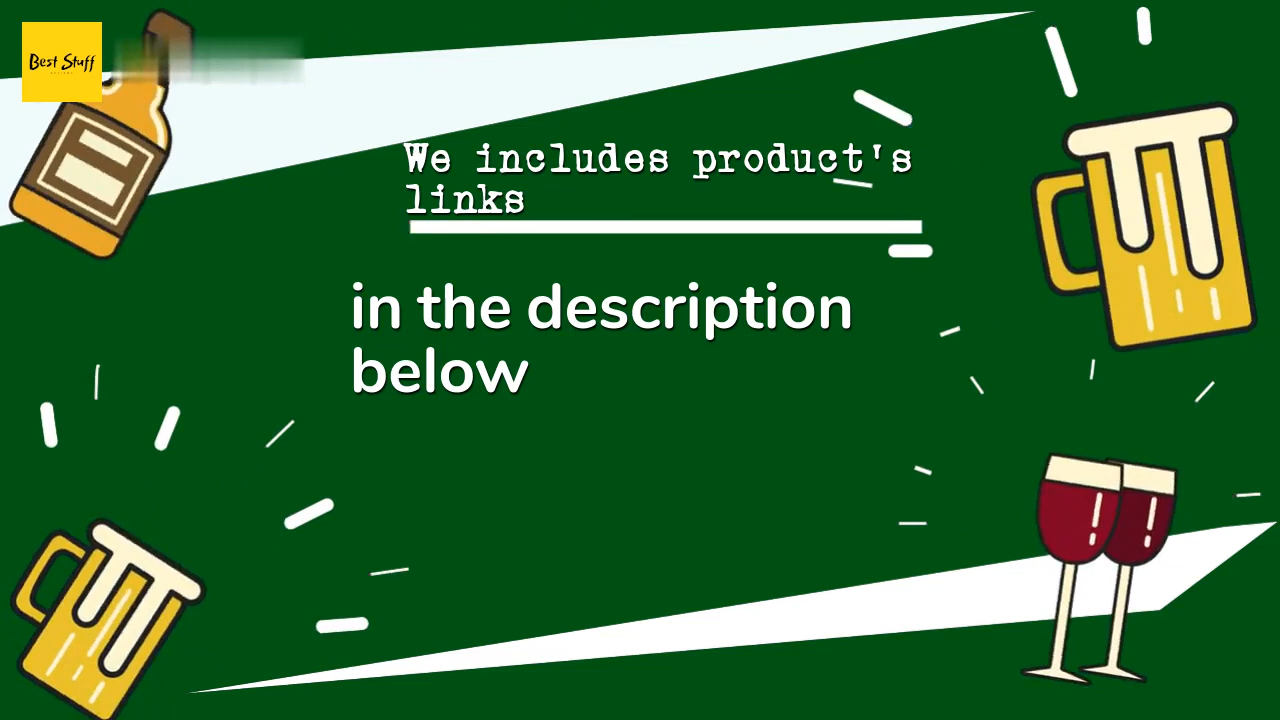 Best Stuff
We includes product's
links
in the description
below